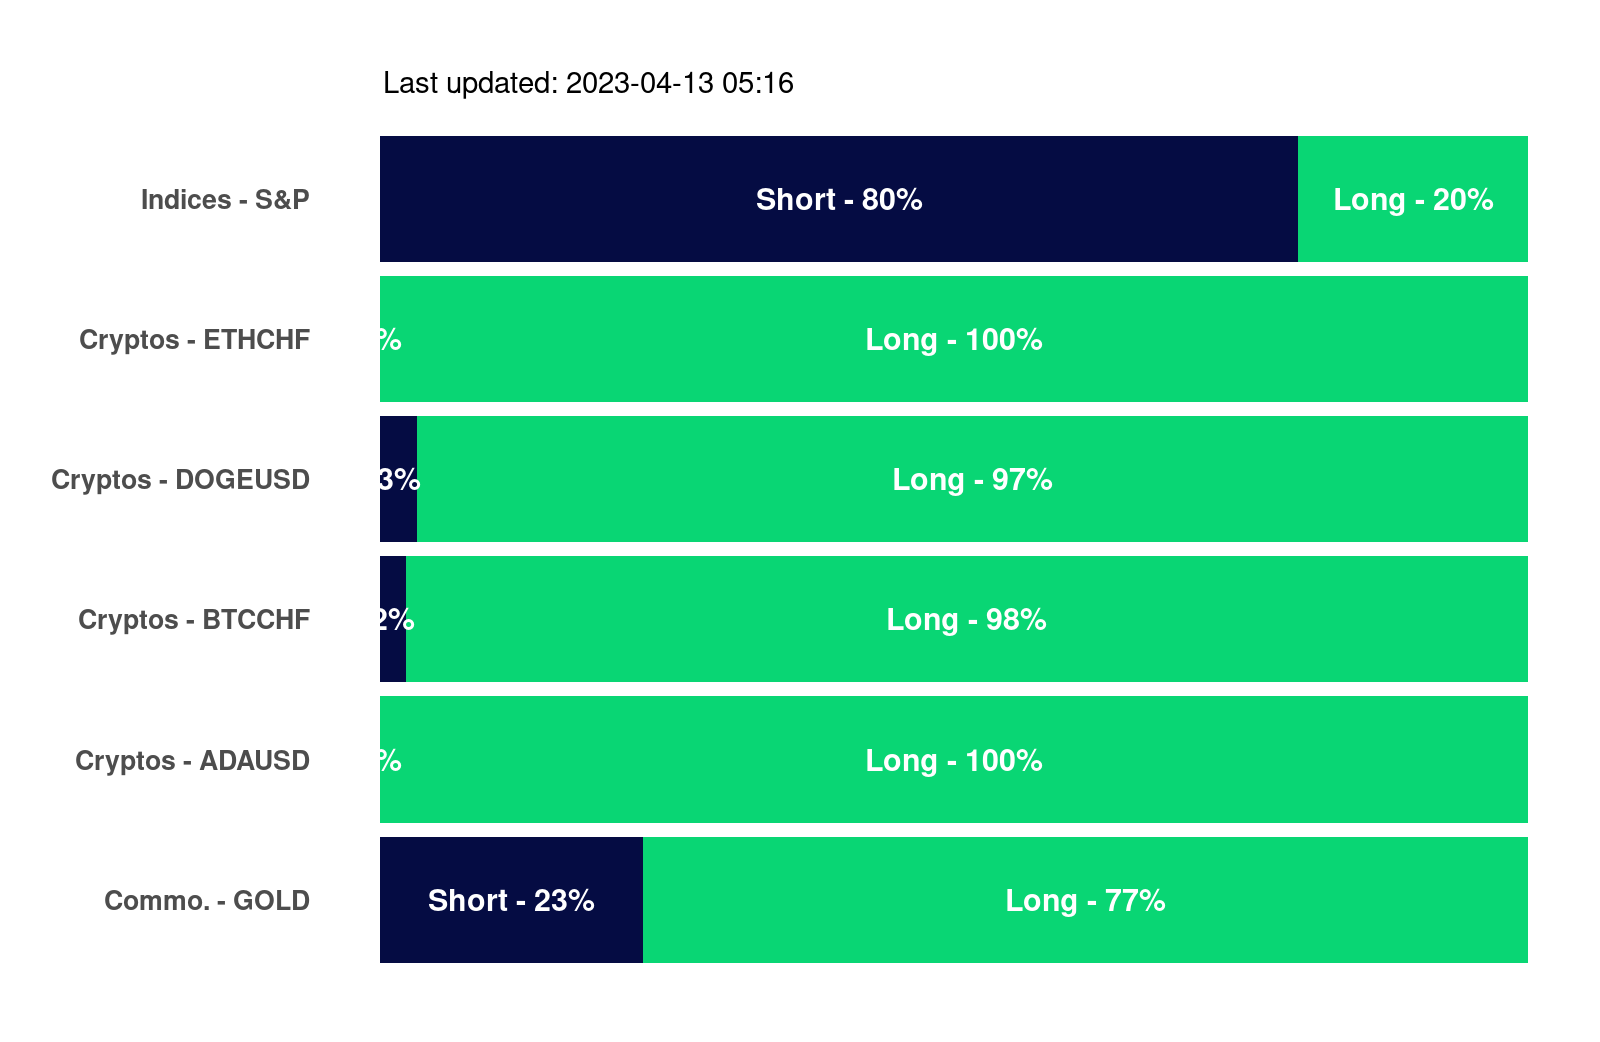 Last updated: 2023-04-13 05:16
Indices - S&P Short - 80% Long - 20%
Cryptos - ETHCHF % Long - 100%
Cryptos - DOGEUSD 3% Long - 97%
Cryptos - BTCCHF 2% Long - 98%
Cryptos - ADAUSD % Long - 100%
Commo. - GOLD Short - 23% Long - 77%